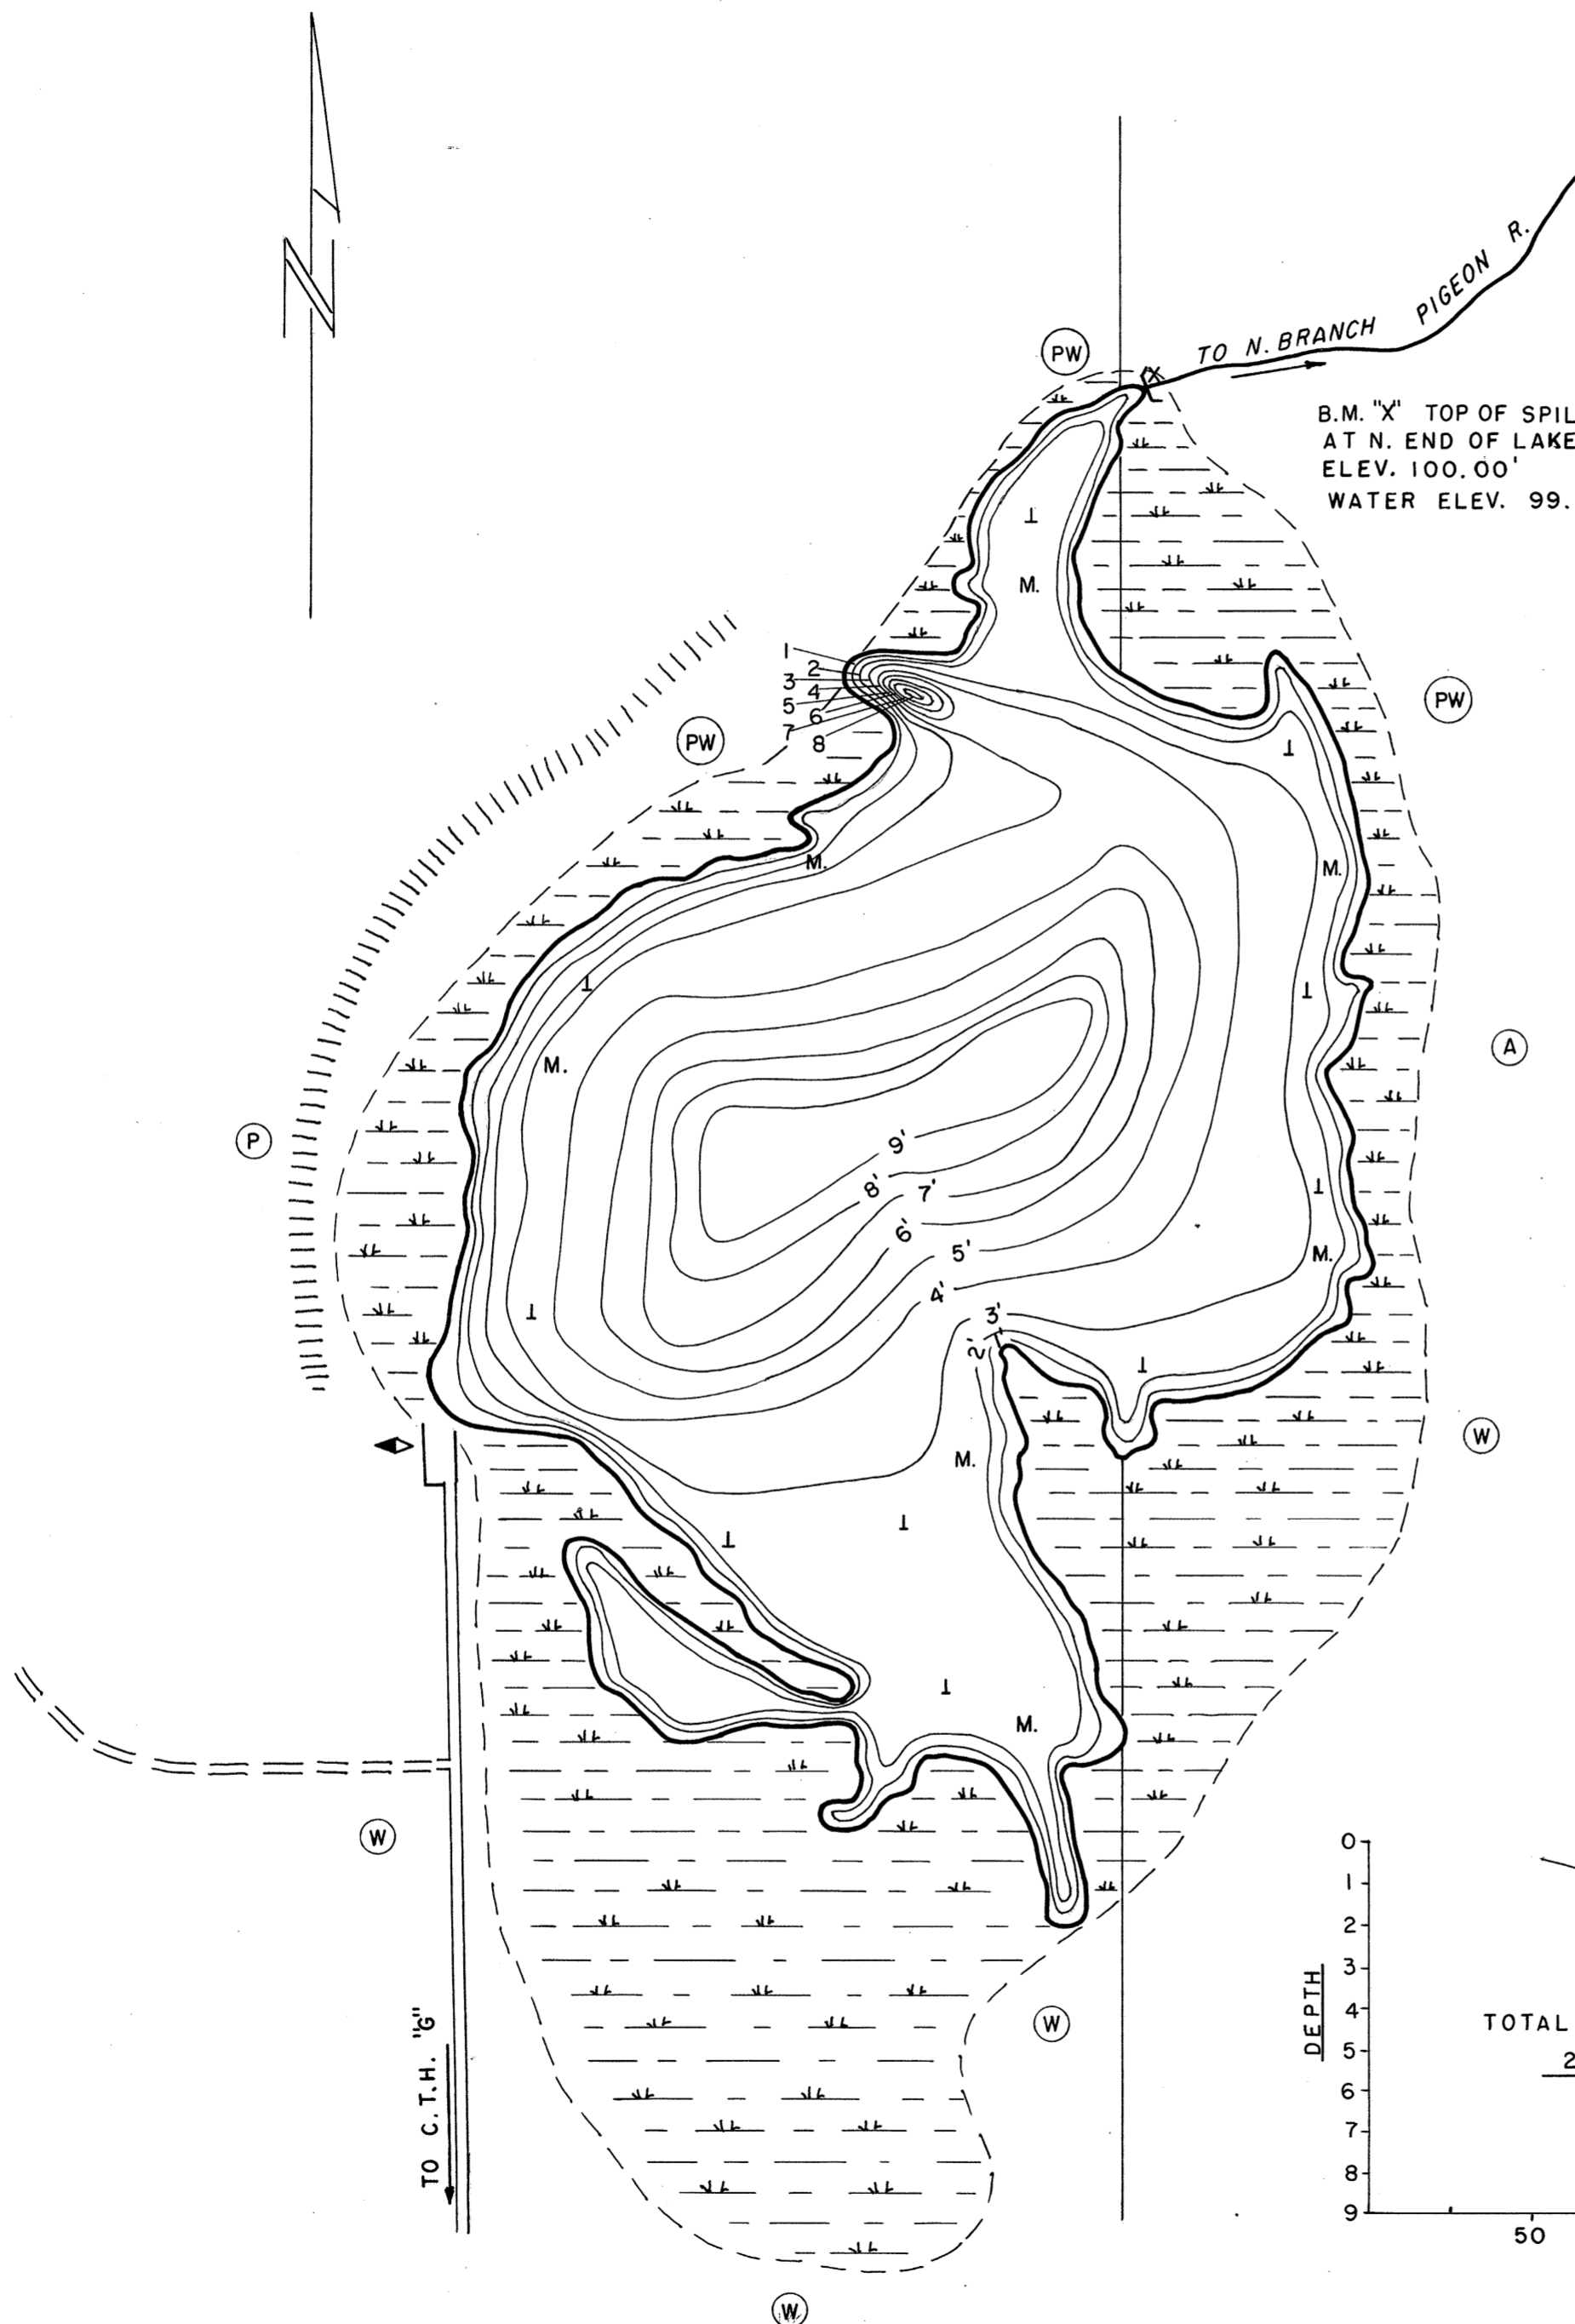 N
PIGEON R.
TO N. BRANCH
PW
X
B.M. "X" TOP OF SPIL
AT N. END OF LAKE
ELEV. 100.00'
WATER ELEV. 99.
M.
1
2
3
4
5
6
7
8
PW
PW
M.
M.
M.
A
P
9'
8'
7'
6'
5'
4'
3'
2'
M.
M.
W
M.
W
W
TO C.T.H. "G"
DEPTH
0
1
2
3
4
5
6
7
8
9
TOTAL
2
50
W